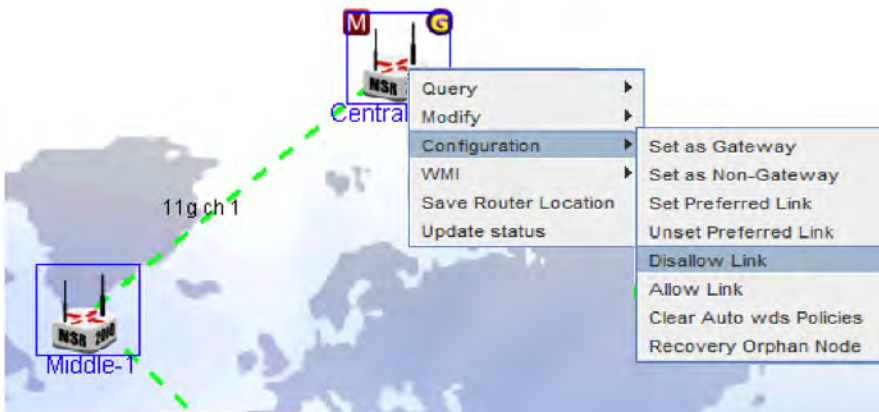 M G
MSR
Central
Query
Modify
Configuration
WMI
Save Router Location
Update status
Set as Gateway
Set as Non-Gateway
Set Preferred Link
Unset Preferred Link
Disallow Link
Allow Link
Clear Auto wds Policies
Recovery Orphan Node
11g ch 1
MSR 2000
Middle-1